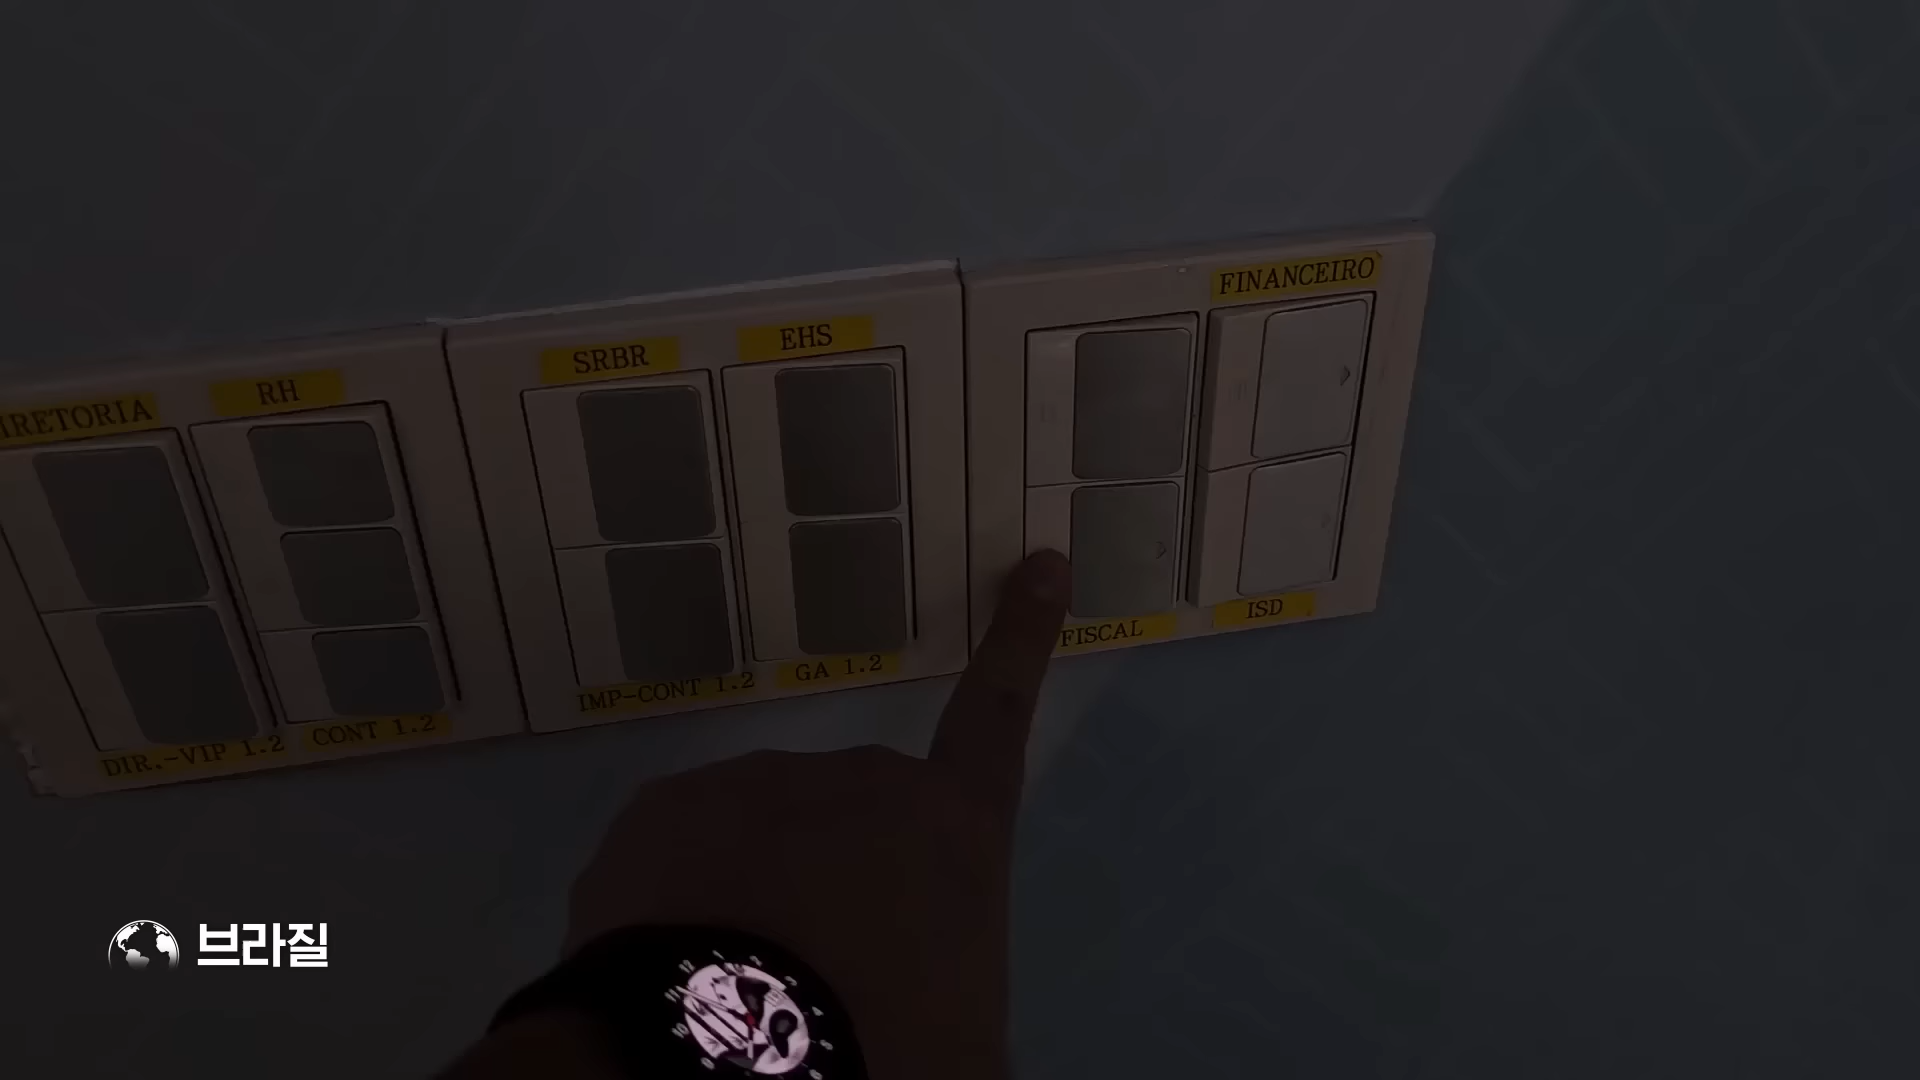 FINANCEIRO
EHS
SRBR
RH
IRETORIA
ISD
FISCAL
GA 1.2
IMP-CONT 1.2
CONT 1.2
DIR.-VIP 1.2
브라질